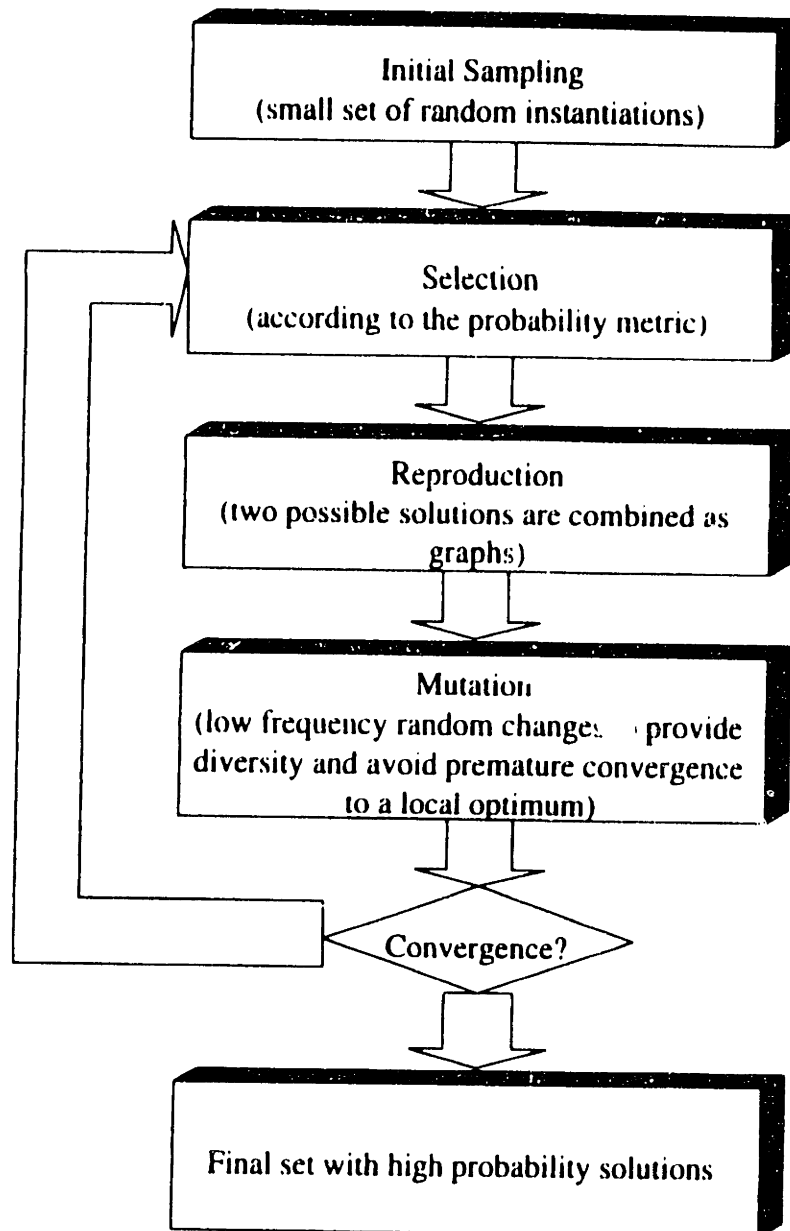 Initial Sampling
(small set of random instantiations)
Selection
(according to the probability metric)
Reproduction
(two possible solutions are combined as
graphs)
Mutation
(low frequency random changes provide
diversity and avoid premature convergence
to a local optimum)
Convergence?
Final set with high probability solutions